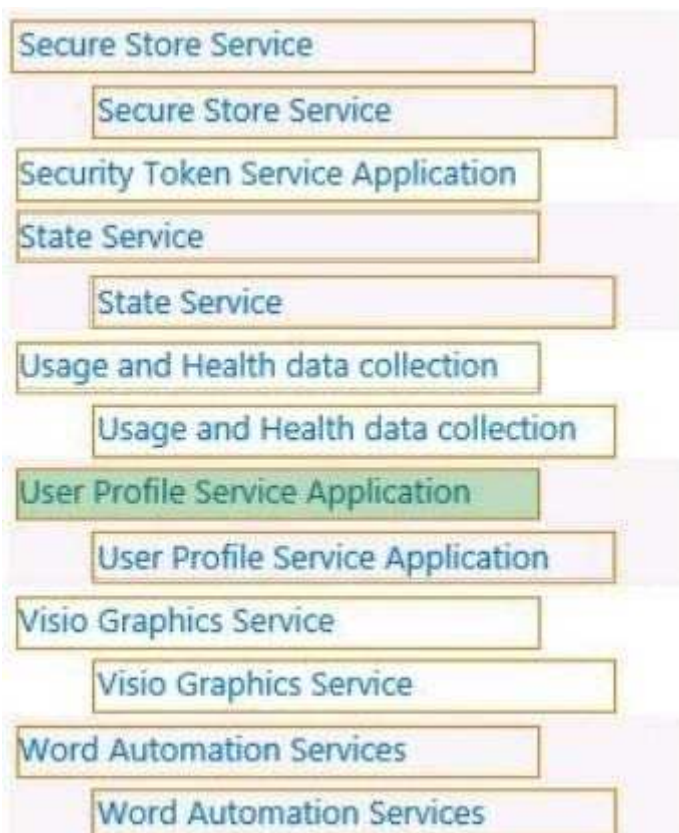 Secure Store Service
Secure Store Service
Security Token Service Application
State Service
State Service
Usage and Health data collection
Usage and Health data collection
User Profile Service Application
User Profile Service Application
Visio Graphics Service
Visio Graphics Service
Word Automation Services
Word Automation Services